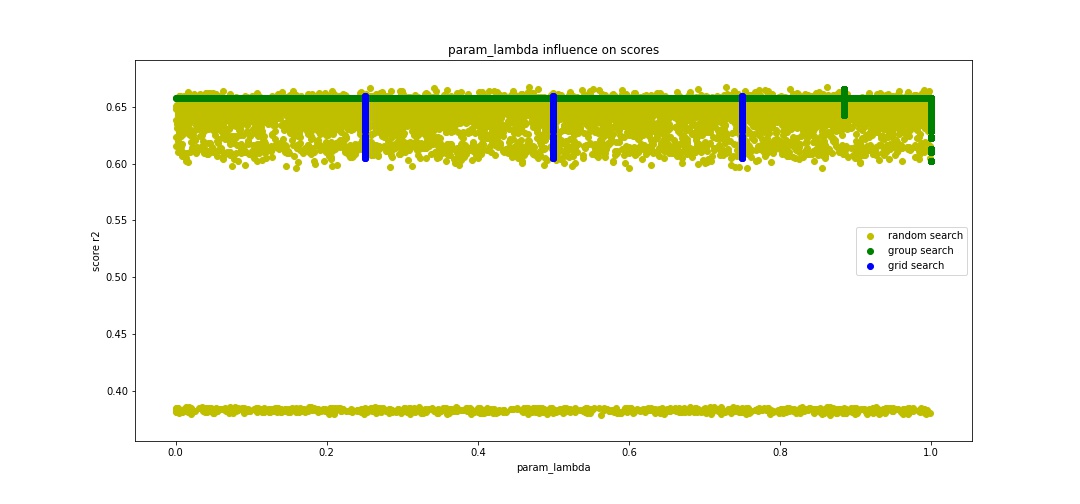 param_lambda influence on scores
score r2
0.65
0.60
0.55
0.50
0.45
0.40
random search
group search
grid search
0.0 0.2 0.4 0.6 0.8 1.0
param_lambda